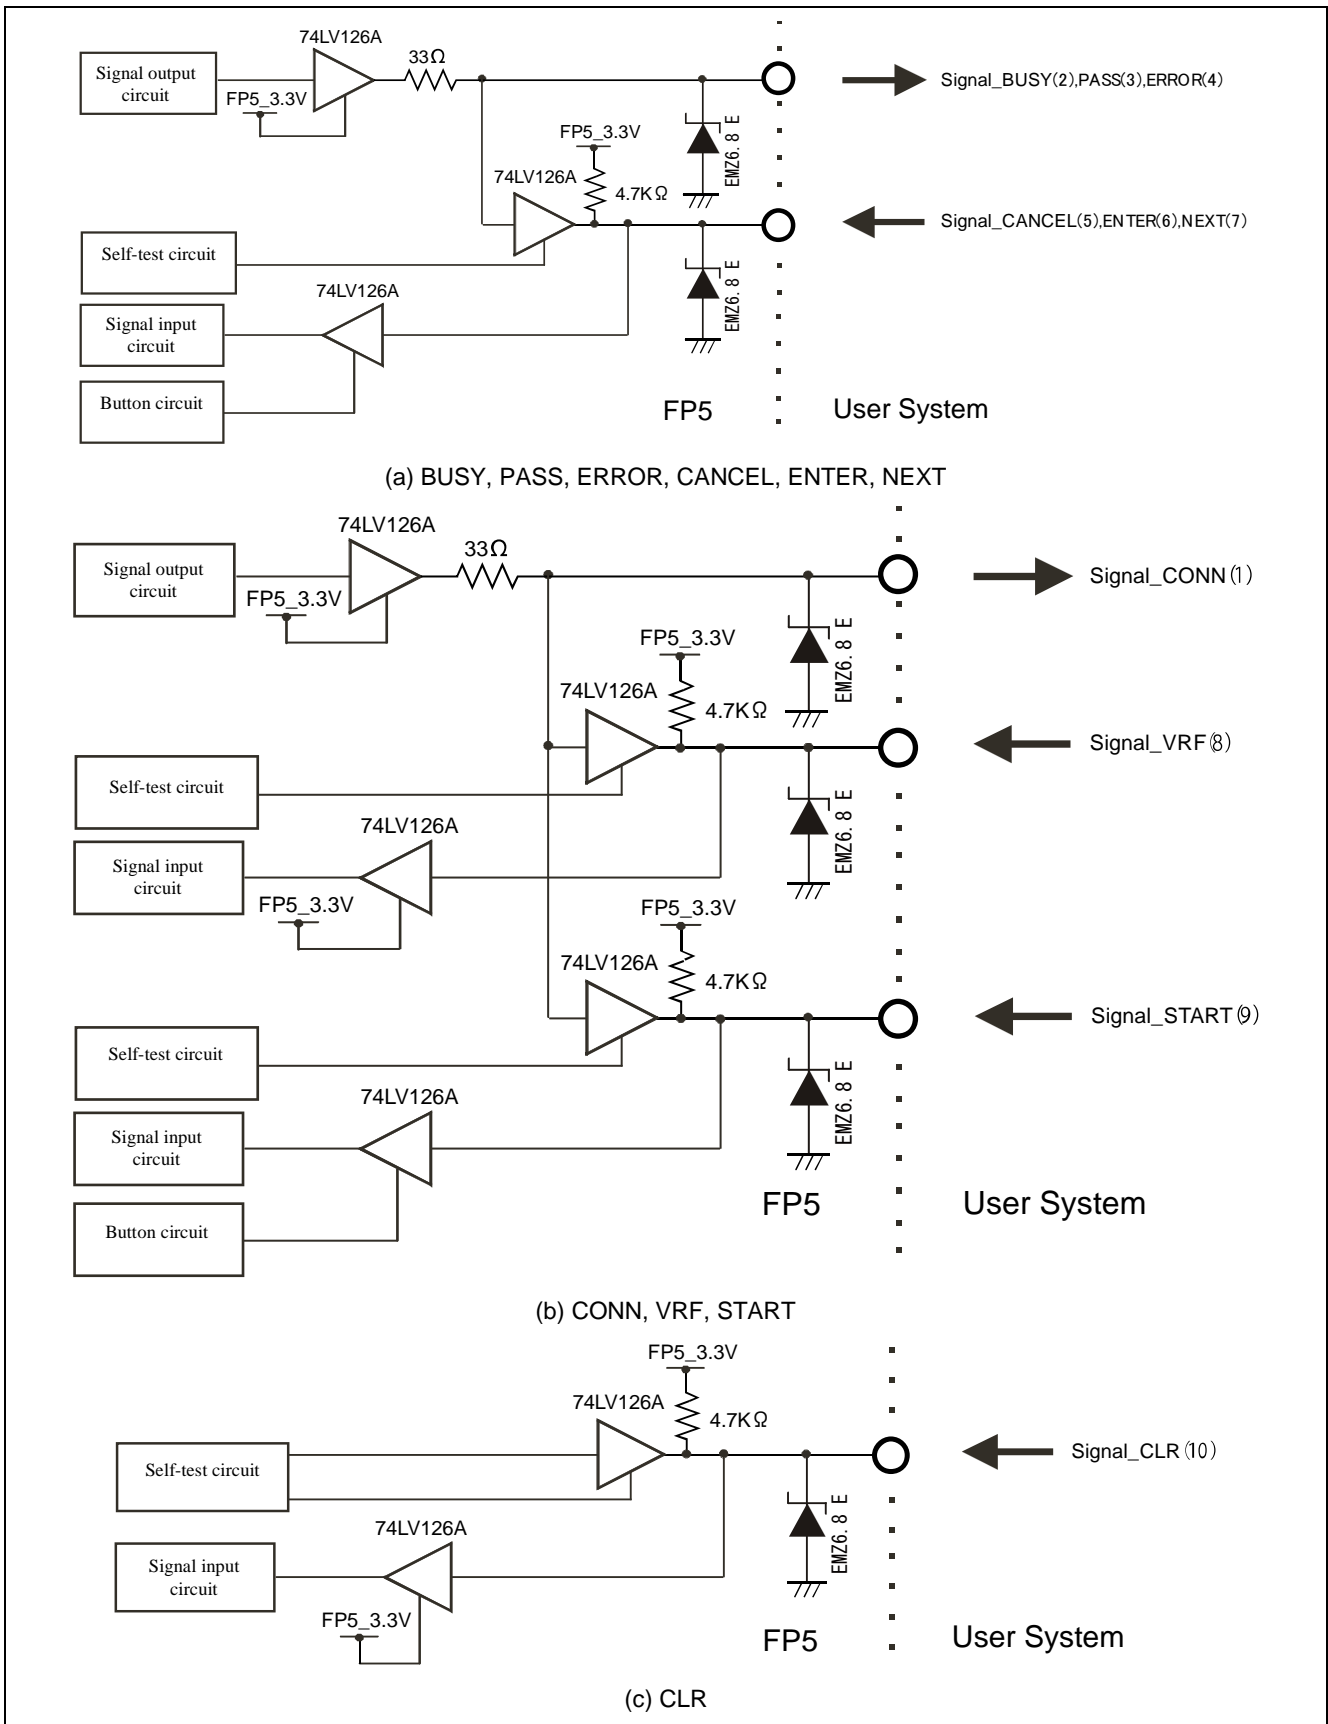 74LV126A
33Ω
Signal output
circuit
FP5_3.3V
Signal_BUSY(2),PASS(3),ERROR(4)
EMZ6.8 E
FP5_3.3V
74LV126A
4.7KΩ
Signal_CANCEL(5),ENTER(6),NEXT(7)
Self-test circuit
EMZ6.8 E
74LV126A
Signal input
circuit
Button circuit
FP5
User System
(a) BUSY, PASS, ERROR, CANCEL, ENTER, NEXT
74LV126A
33Ω
Signal output
circuit
FP5_3.3V
Signal_CONN(1)
EMZ6.8 E
FP5_3.3V
74LV126A
4.7KΩ
Signal_VRF(8)
Self-test circuit
EMZ6.8 E
74LV126A
Signal input
circuit
FP5_3.3V
FP5_3.3V
74LV126A
4.7KΩ
Signal_START(9)
Self-test circuit
EMZ6.8 E
74LV126A
Signal input
circuit
Button circuit
FP5
User System
(b) CONN, VRF, START
FP5_3.3V
74LV126A
4.7KΩ
Signal_CLR(10)
Self-test circuit
EMZ6.8 E
74LV126A
Signal input
circuit
FP5_3.3V
FP5
User System
(c) CLR